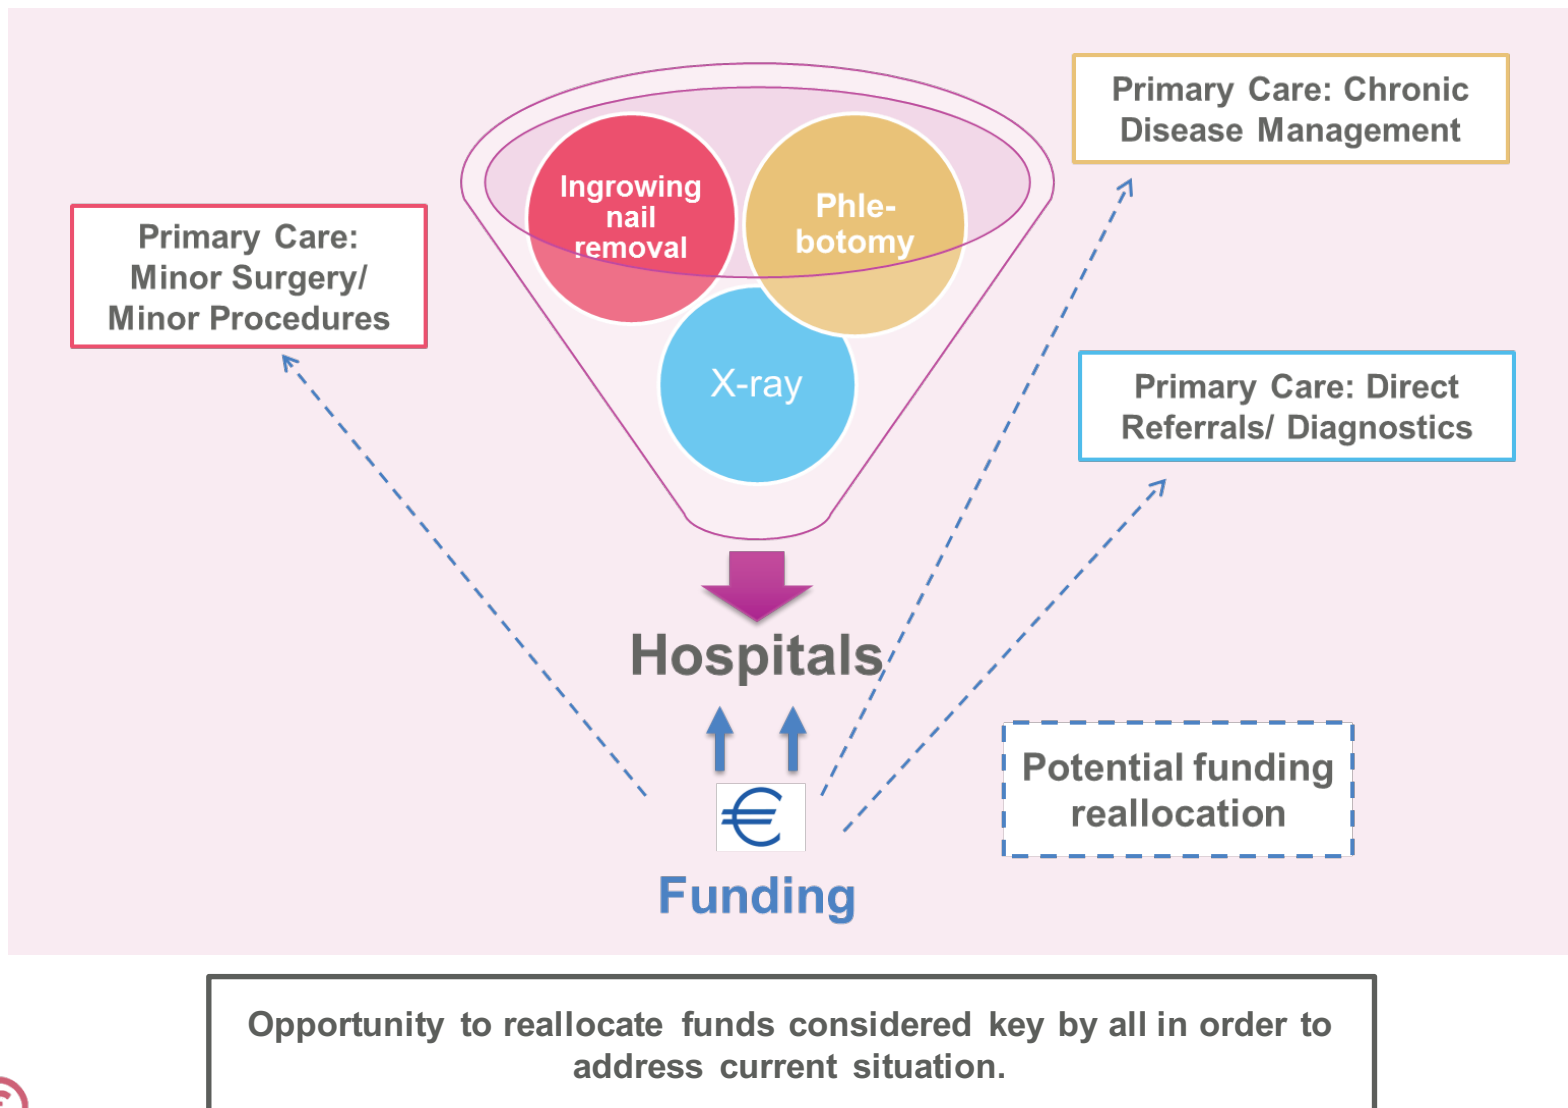 Primary Care: Chronic
Disease Management
Ingrowing
nail
removal
Phle-
botomy
Primary Care:
Minor Surgery/
Minor Procedures
X-ray
Primary Care: Direct
Referrals/ Diagnostics
Hospitals
Potential funding
reallocation
€
Funding
Opportunity to reallocate funds considered key by all in order to
address current situation.